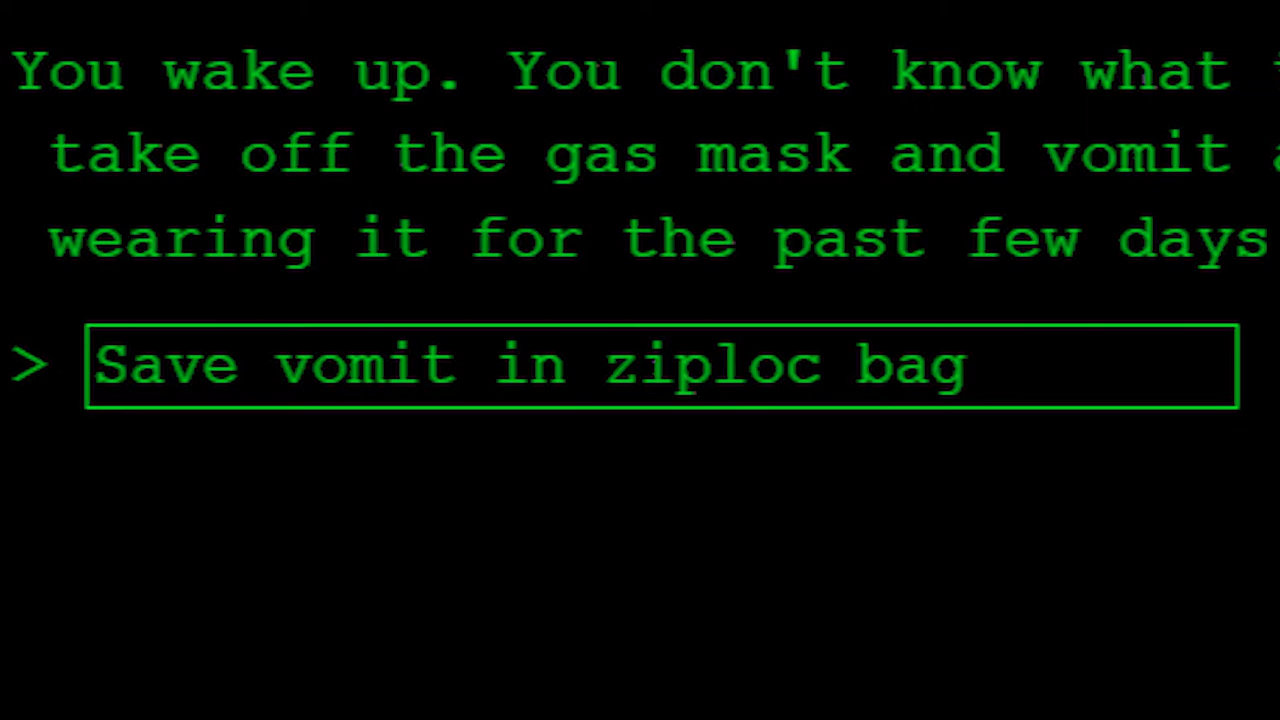 You wake up. You don't know what
take off the gas mask and vomit
wearing it for the past few days
> Save vomit in ziploc bag